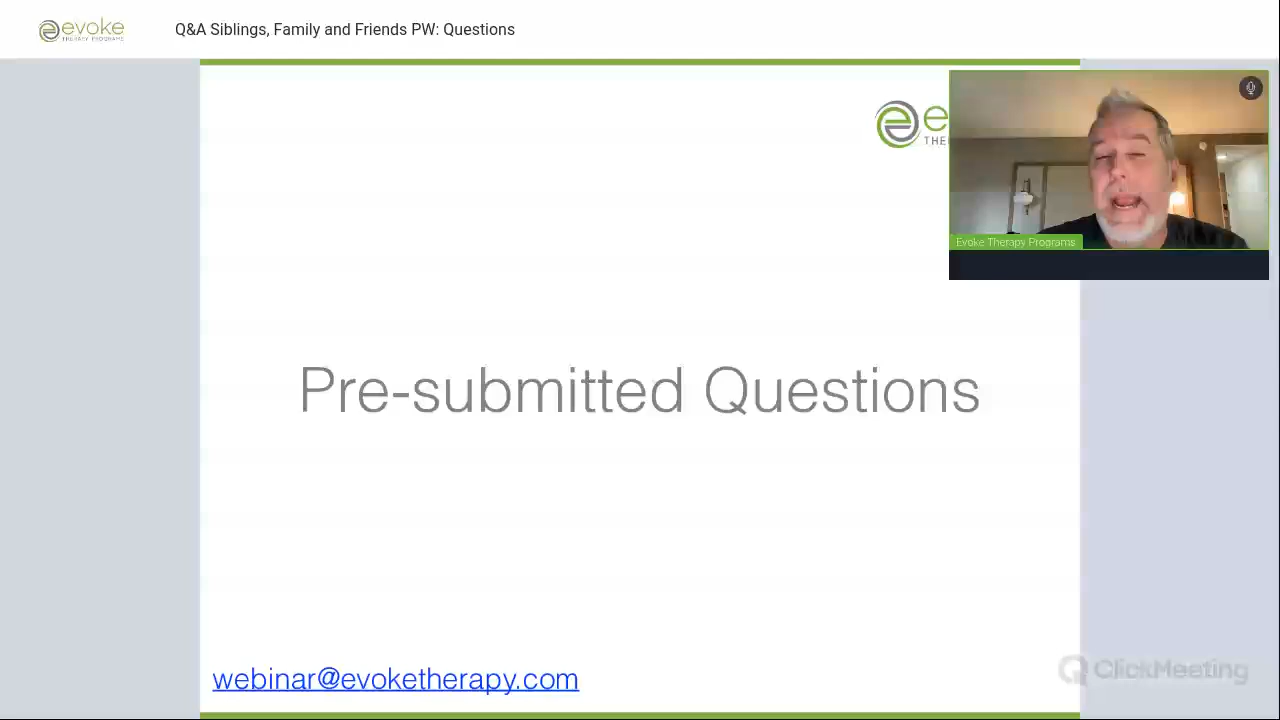 evoke
THERAPY PROGRAMS
Q&A Siblings, Family and Friends PW: Questions
e
THE
Evoke Therapy Programs
Pre-submitted Questions
webinar@evoketherapy.com
ClickMeeting